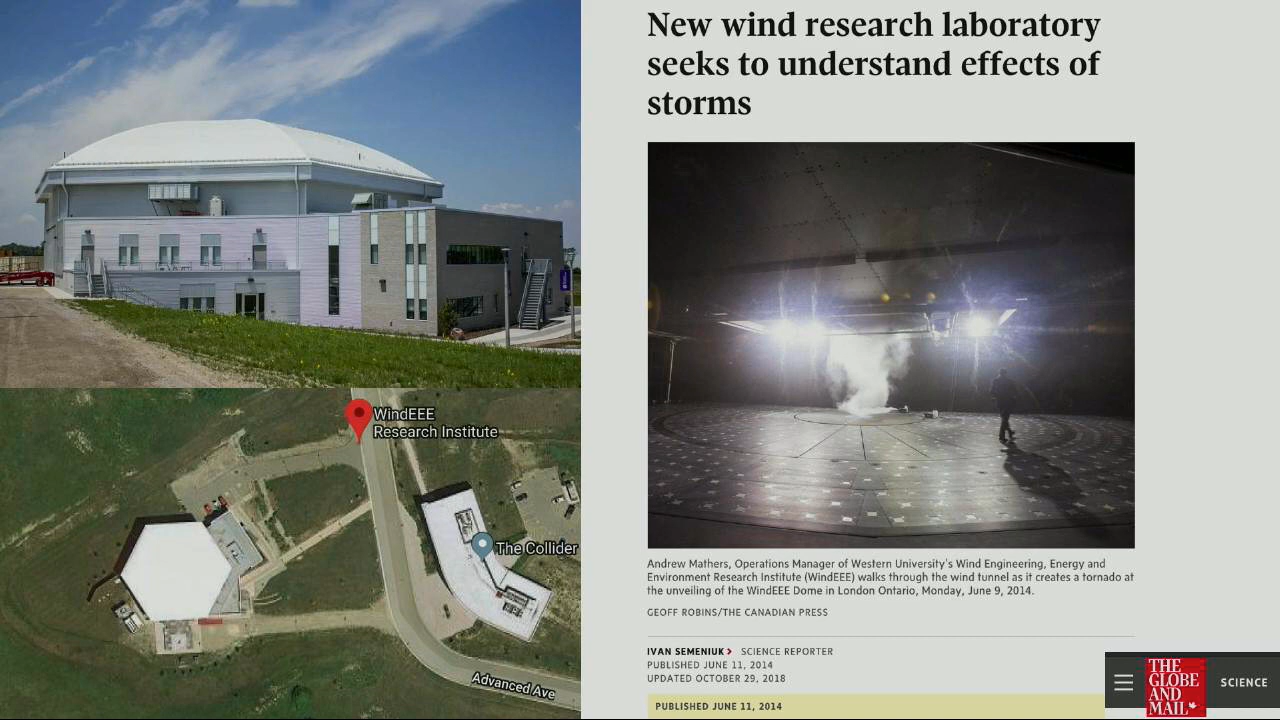 New wind research laboratory
seeks to understand effects of
storms
WindEEE
Research Institute
The Collider
Advanced Ave
Andrew Mathers, Operations Manager of Western University's Wind Engineering, Energy and
Environment Research Institute (WindEEE) walks through the wind tunnel as it creates a tornado at
the unveiling of the WindEEE Dome in London Ontario, Monday, June 9, 2014.
GEOFF ROBINS/THE CANADIAN PRESS
IVAN SEMENIUK > SCIENCE REPORTER
PUBLISHED JUNE 11, 2014
UPDATED OCTOBER 29, 2018
PUBLISHED JUNE 11, 2014
THE
GLOBE
AND
MAIL
SCIENCE